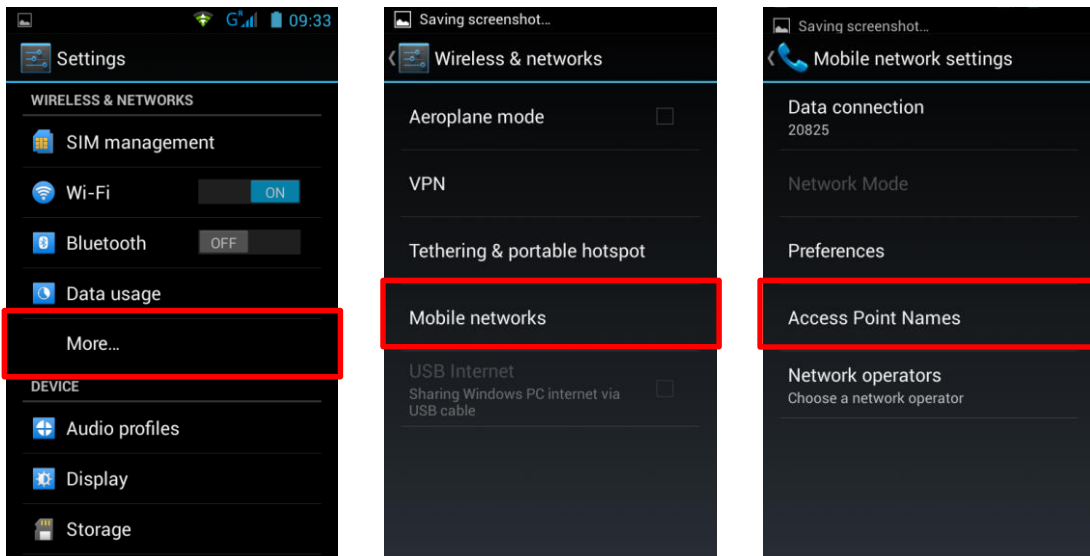 G 09:33
Settings
WIRELESS & NETWORKS
SIM management
Wi-Fi ON
Bluetooth OFF
Data usage
More...
DEVICE
Audio profiles
Display
Storage
Saving screenshot...
Wireless & networks
Aeroplane mode
VPN
Tethering & portable hotspot
Mobile networks
USB Internet
Sharing Windows PC internet via
USB cable
Saving screenshot...
Mobile network settings
Data connection
20825
Network Mode
Preferences
Access Point Names
Network operators
Choose a network operator